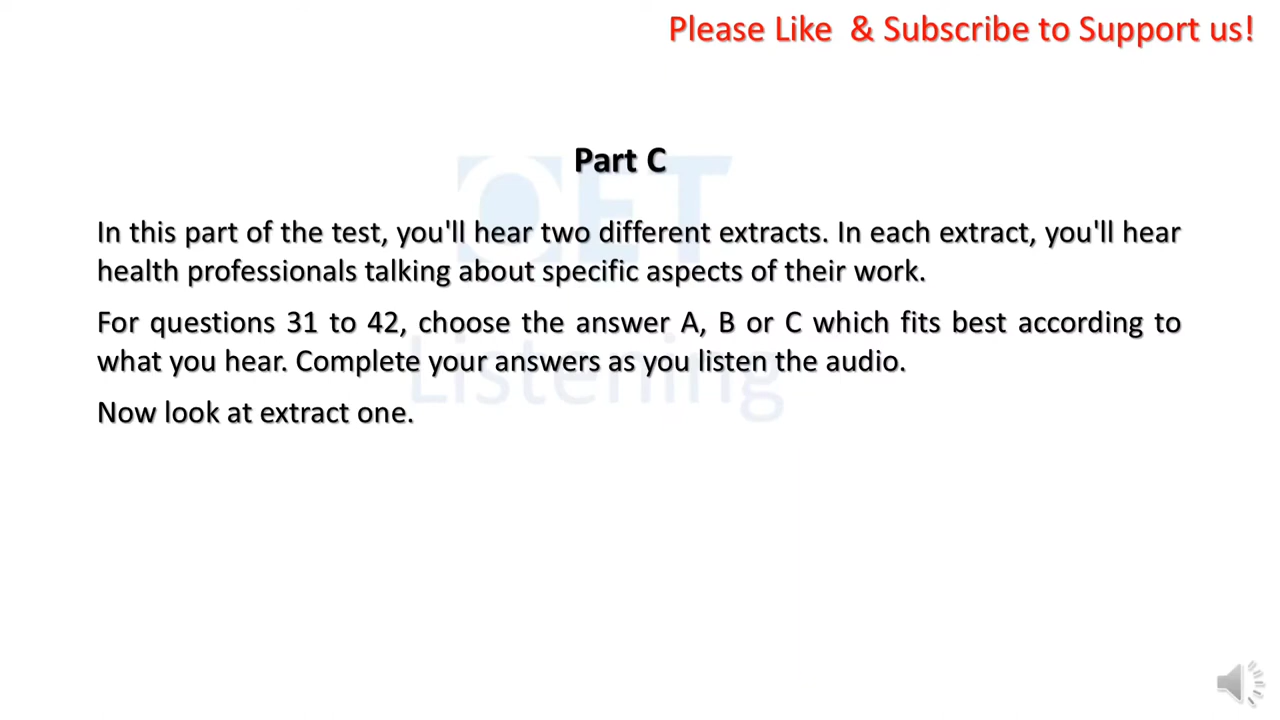 Please Like & Subscribe to Support us!
Part C
OET
In this part of the test, you'll hear two different extracts. In each extract, you'll hear
health professionals talking about specific aspects of their work.
For questions 31 to 42, choose the answer A, B or C which fits best according to
what you hear. Complete your answers as you listen the audio.
Listening
Now look at extract one.